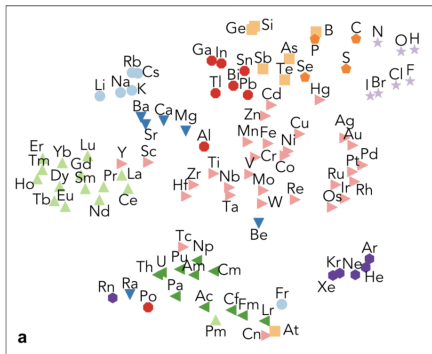 Ge Si
B C N O H
Ga In As P
Rb Cs Sn Sb
Te Se S
Na K Tl Bi Pb I Br Cl F
Li Cd Hg
Ba Ca Mg Zn
Sr Al Mn Fe Cu Ag
Er Yb Lu Ni Au
Tm Gd Y Sc Cr Co Pd
Ho Dy Sm Pr La Ti V Pt
Tb Eu Hf Zr Nb Mo Ru Ir Rh
Nd Ce Ta W Re Os
Be
Tc Np Ar
Th U Pu Am Cm Kr Ne He
Xe
Rn Ra Po Pa Ac Cf Fm Fr
Pm Lr
Cn At
a